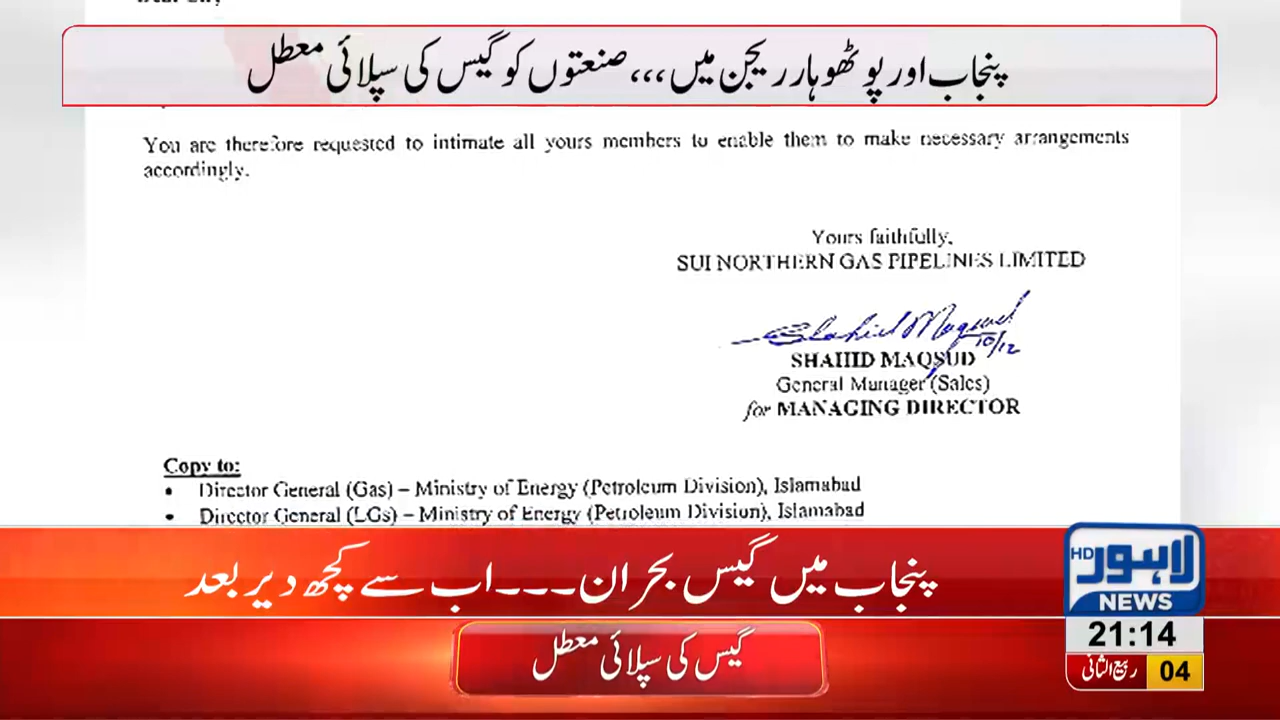 پنجاب اور پوٹھوہار ریجن میں،،،، صنعتوں کو گیس کی سپلائی معطل
You are therefore requested to intimate all yours members to enable them to make necessary arrangements
accordingly.
Yours faithfully,
SUI NORTHERN GAS PIPELINES LIMITED
Shahid Maqsud
10/12
SHAHID MAQSUD
General Manager (Sales)
for MANAGING DIRECTOR
Copy to:
• Director General (Gas) – Ministry of Energy (Petroleum Division), Islamabad
• Director General (LGs) – Ministry of Energy (Petroleum Division), Islamabad
پنجاب میں گیس بحران۔۔۔اب سے کچھ دیر بعد
گیس کی سپلائی معطل
HD لاہور
NEWS
21:14
04 ربیع الثانی